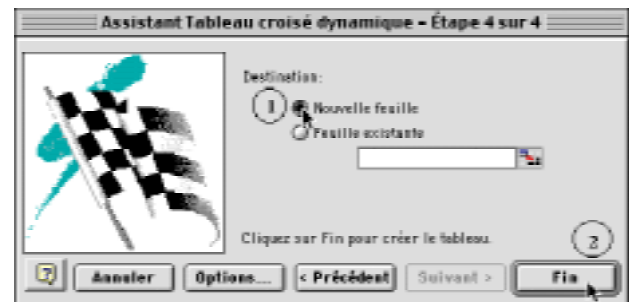 Assistant Tableau croisé dynamique – Étape 4 sur 4
Destination:
1
Nouvelle feuille
Feuille existante
Cliquez sur Fin pour créer le tableau.
2
?
Annuler
Options...
< Précédent
Suivant >
Fin